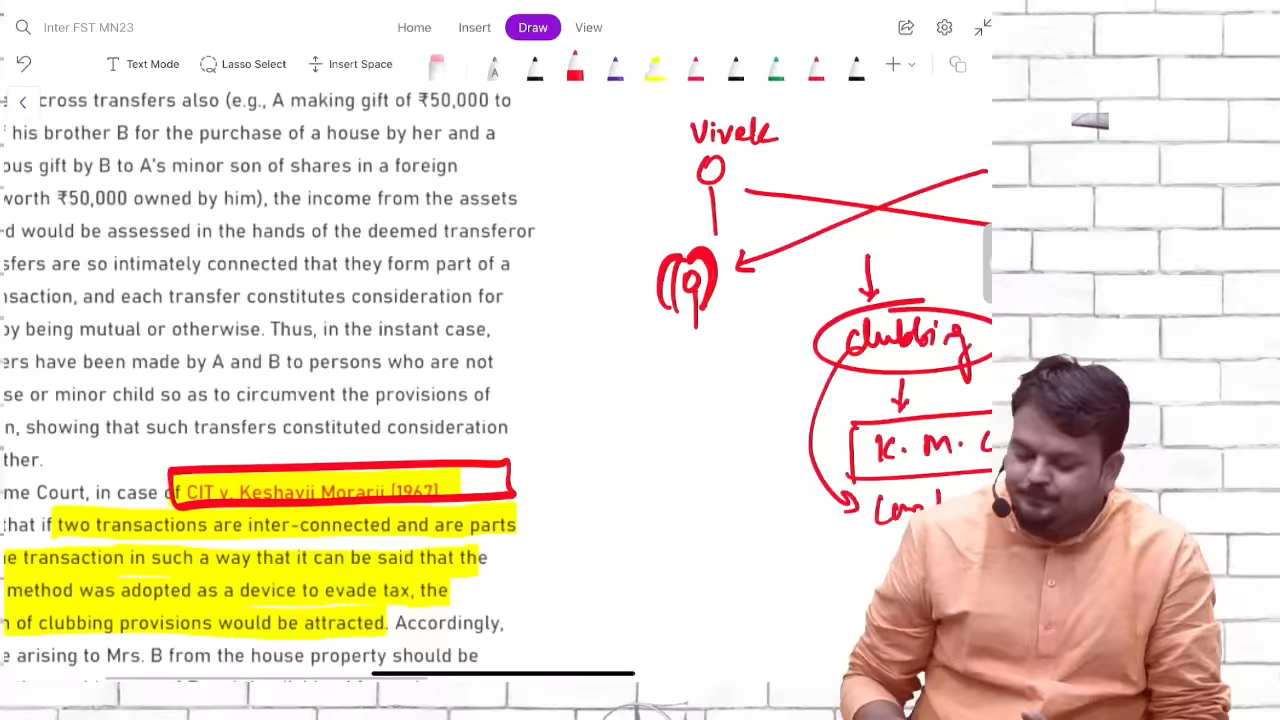 Inter FST MN23
Home Insert Draw View
Text Mode Lasso Select Insert Space
cross transfers also (e.g., A making gift of ₹50,000 to
his brother B for the purchase of a house by her and a
ous gift by B to A's minor son of shares in a foreign
worth ₹50,000 owned by him), the income from the assets
d would be assessed in the hands of the deemed transferor
sfers are so intimately connected that they form part of a
nsaction, and each transfer constitutes consideration for
by being mutual or otherwise. Thus, in the instant case,
ers have been made by A and B to persons who are not
se or minor child so as to circumvent the provisions of
n, showing that such transfers constituted consideration
ther.
me Court, in case of CIT v. Keshavji Morarji [1967]
that if two transactions are inter-connected and are parts
e transaction in such a way that it can be said that the
method was adopted as a device to evade tax, the
n of clubbing provisions would be attracted. Accordingly,
e arising to Mrs. B from the house property should be
Vivek
clubbing
K. M. C